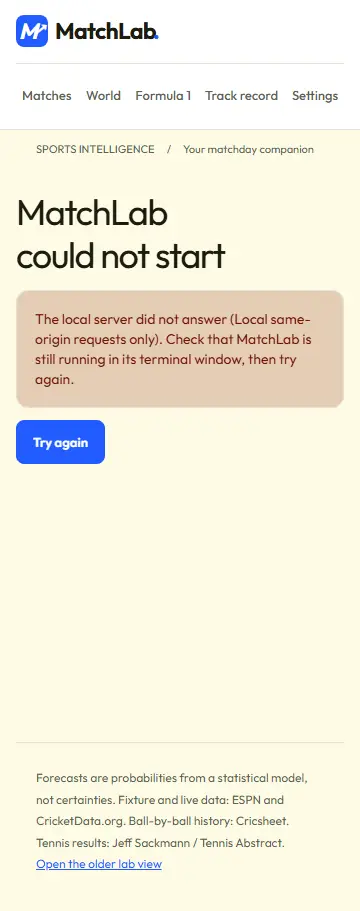 MatchLab.
Matches World Formula 1 Track record Settings
SPORTS INTELLIGENCE / Your matchday companion
MatchLab
could not start
The local server did not answer (Local same-
origin requests only). Check that MatchLab is
still running in its terminal window, then try
again.
Try again
Forecasts are probabilities from a statistical model,
not certainties. Fixture and live data: ESPN and
CricketData.org. Ball-by-ball history: Cricsheet.
Tennis results: Jeff Sackmann / Tennis Abstract.
Open the older lab view